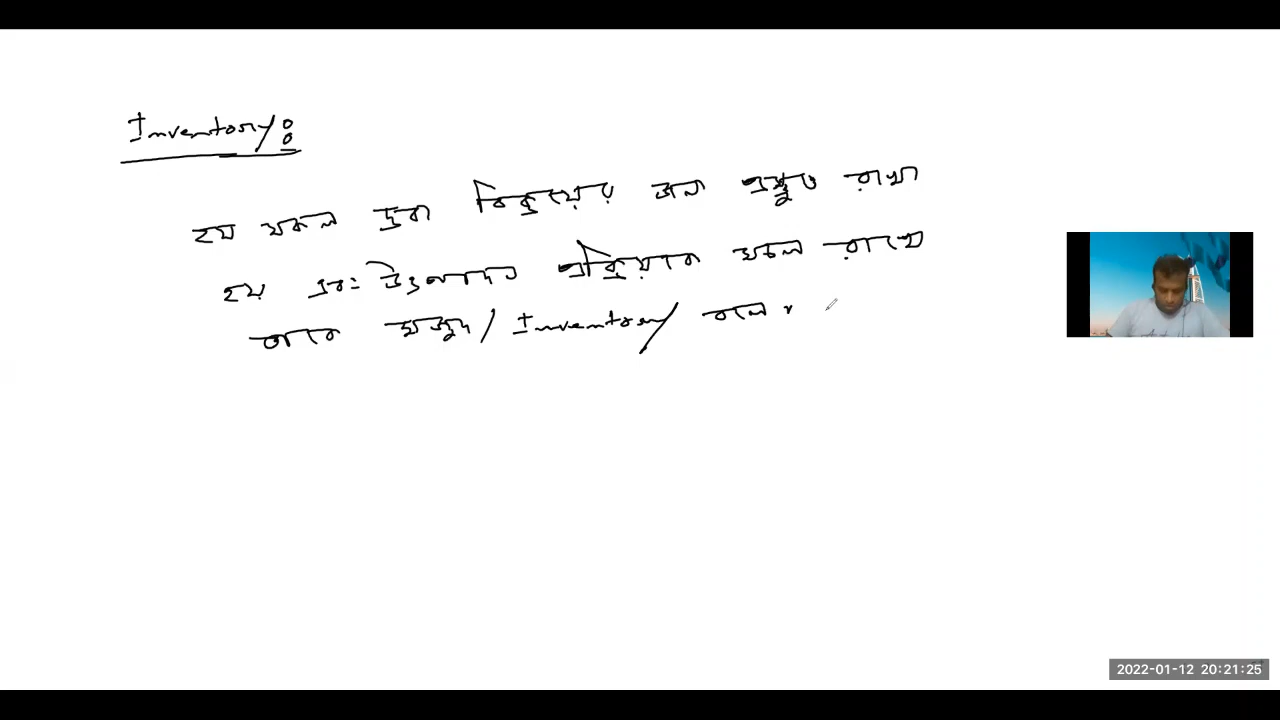 Inventory:
যে সকল দ্রব্য বিক্রয়ের জন্য প্রস্তুত রাখা
হয় এবং উৎপাদন প্রক্রিয়াকে সচল রাখে
তাকে মজুদ/Inventory বলে।
2022-01-12 20:21:25